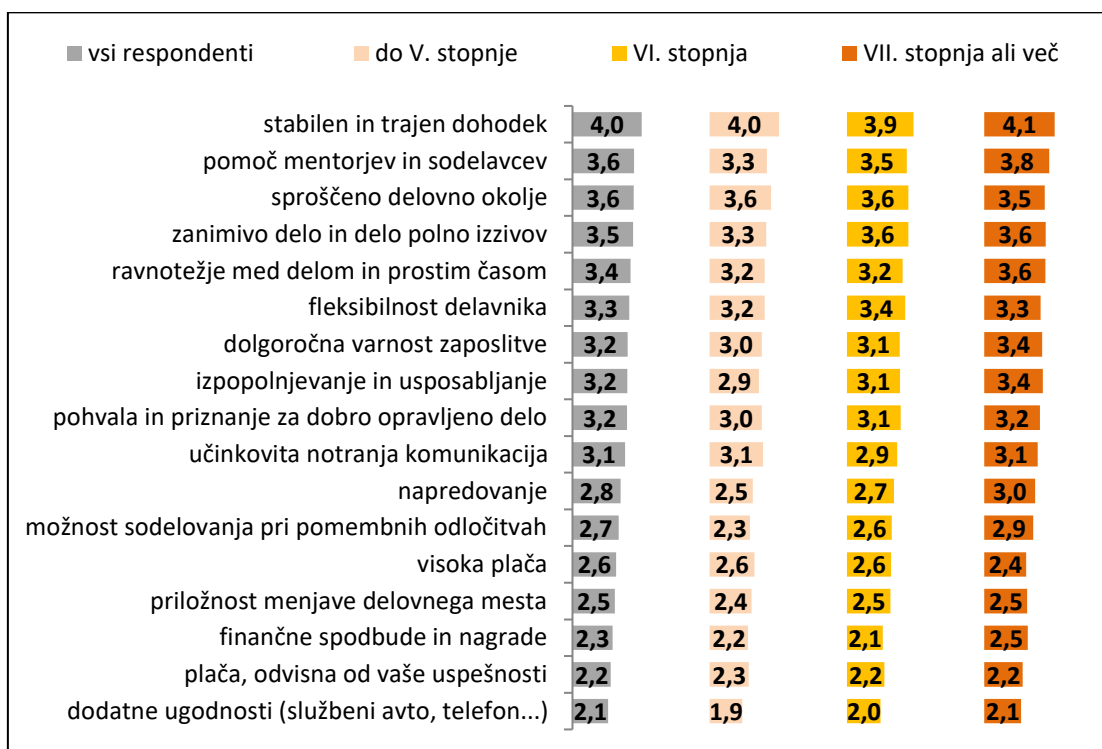 vsi respondenti do V. stopnje VI. stopnja VII. stopnja ali več
stabilen in trajen dohodek 4,0 4,0 3,9 4,1
pomoč mentorjev in sodelavcev 3,6 3,3 3,5 3,8
sproščeno delovno okolje 3,6 3,6 3,6 3,5
zanimivo delo in delo polno izzivov 3,5 3,3 3,6 3,6
ravnotežje med delom in prostim časom 3,4 3,2 3,2 3,6
fleksibilnost delavnika 3,3 3,2 3,4 3,3
dolgoročna varnost zaposlitve 3,2 3,0 3,1 3,4
izpopolnjevanje in usposabljanje 3,2 2,9 3,1 3,4
pohvala in priznanje za dobro opravljeno delo 3,2 3,0 3,1 3,2
učinkovita notranja komunikacija 3,1 3,1 2,9 3,1
napredovanje 2,8 2,5 2,7 3,0
možnost sodelovanja pri pomembnih odločitvah 2,7 2,3 2,6 2,9
visoka plača 2,6 2,6 2,6 2,4
priložnost menjave delovnega mesta 2,5 2,4 2,5 2,5
finančne spodbude in nagrade 2,3 2,2 2,1 2,5
plača, odvisna od vaše uspešnosti 2,2 2,3 2,2 2,2
dodatne ugodnosti (službeni avto, telefon...) 2,1 1,9 2,0 2,1